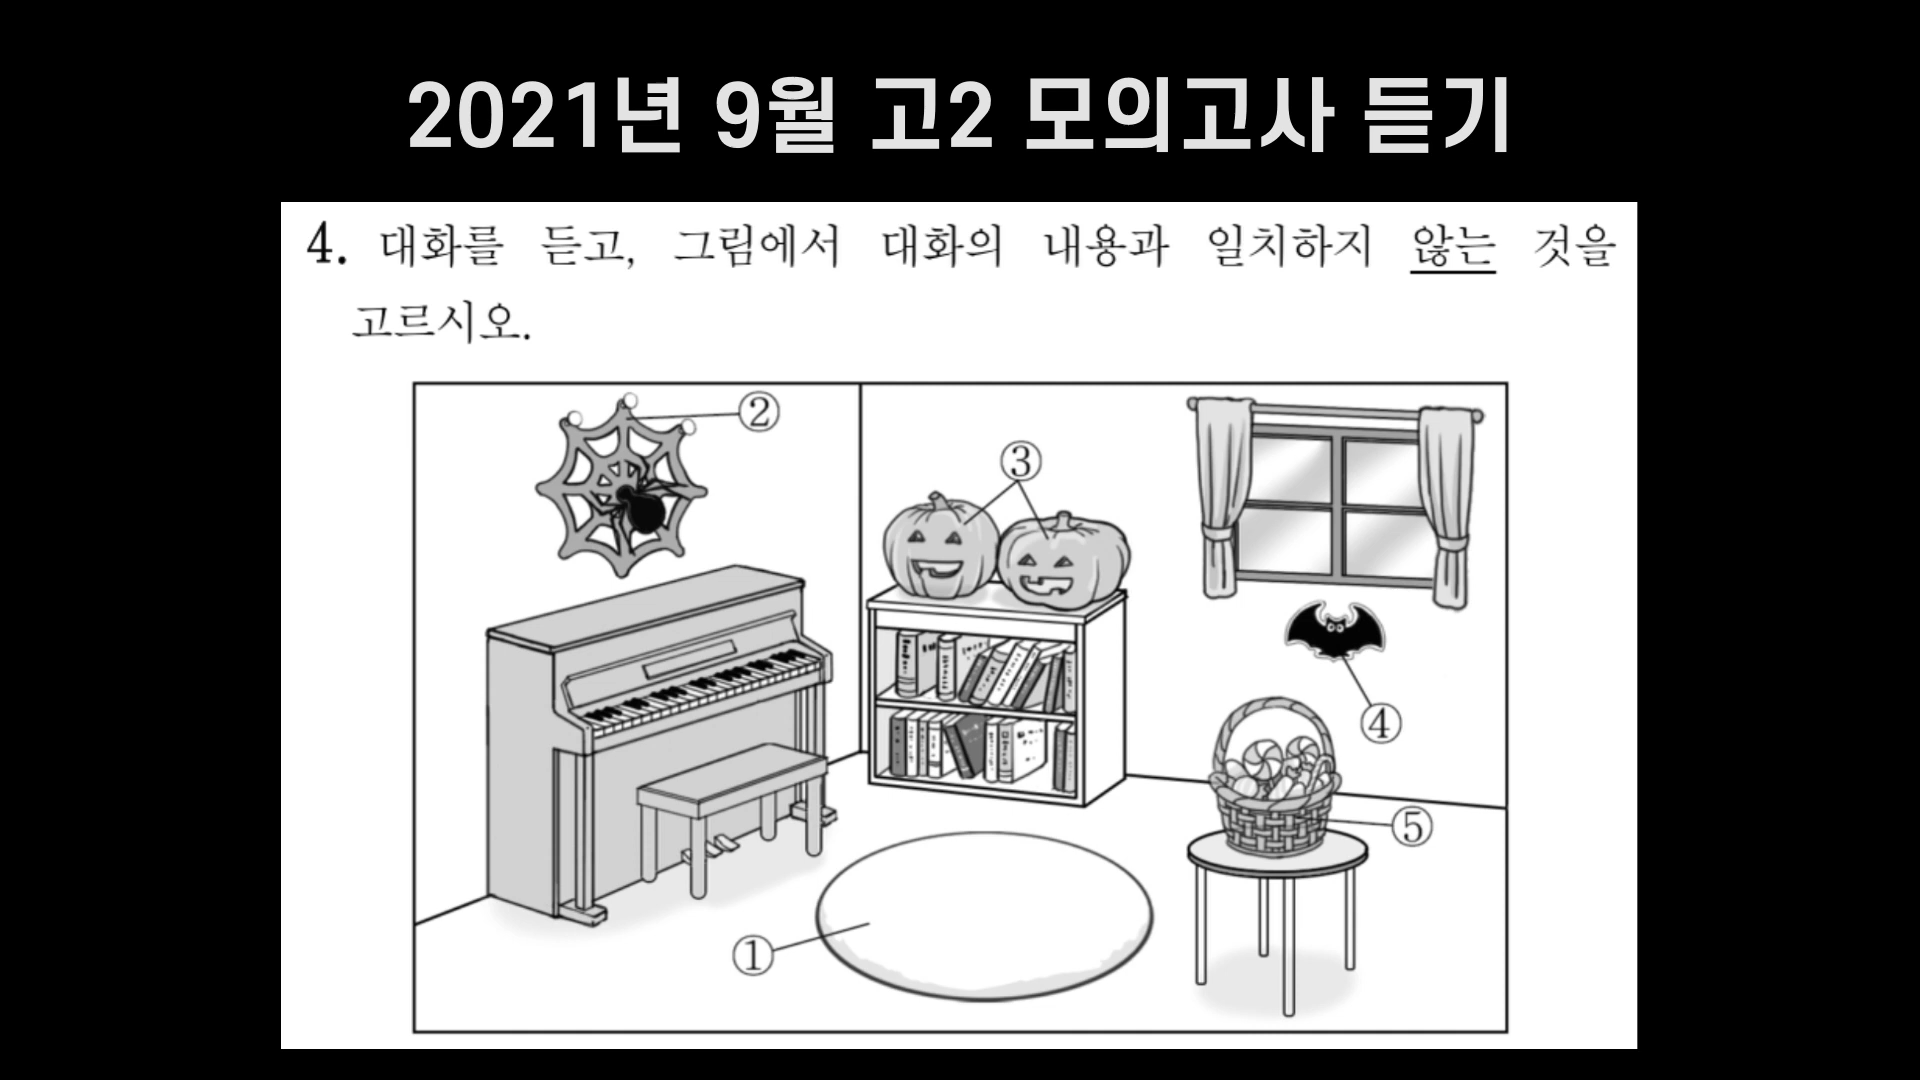 2021년 9월 고2 모의고사 듣기
4. 대화를 듣고, 그림에서 대화의 내용과 일치하지 않는 것을
고르시오.
②
③
④
⑤
①